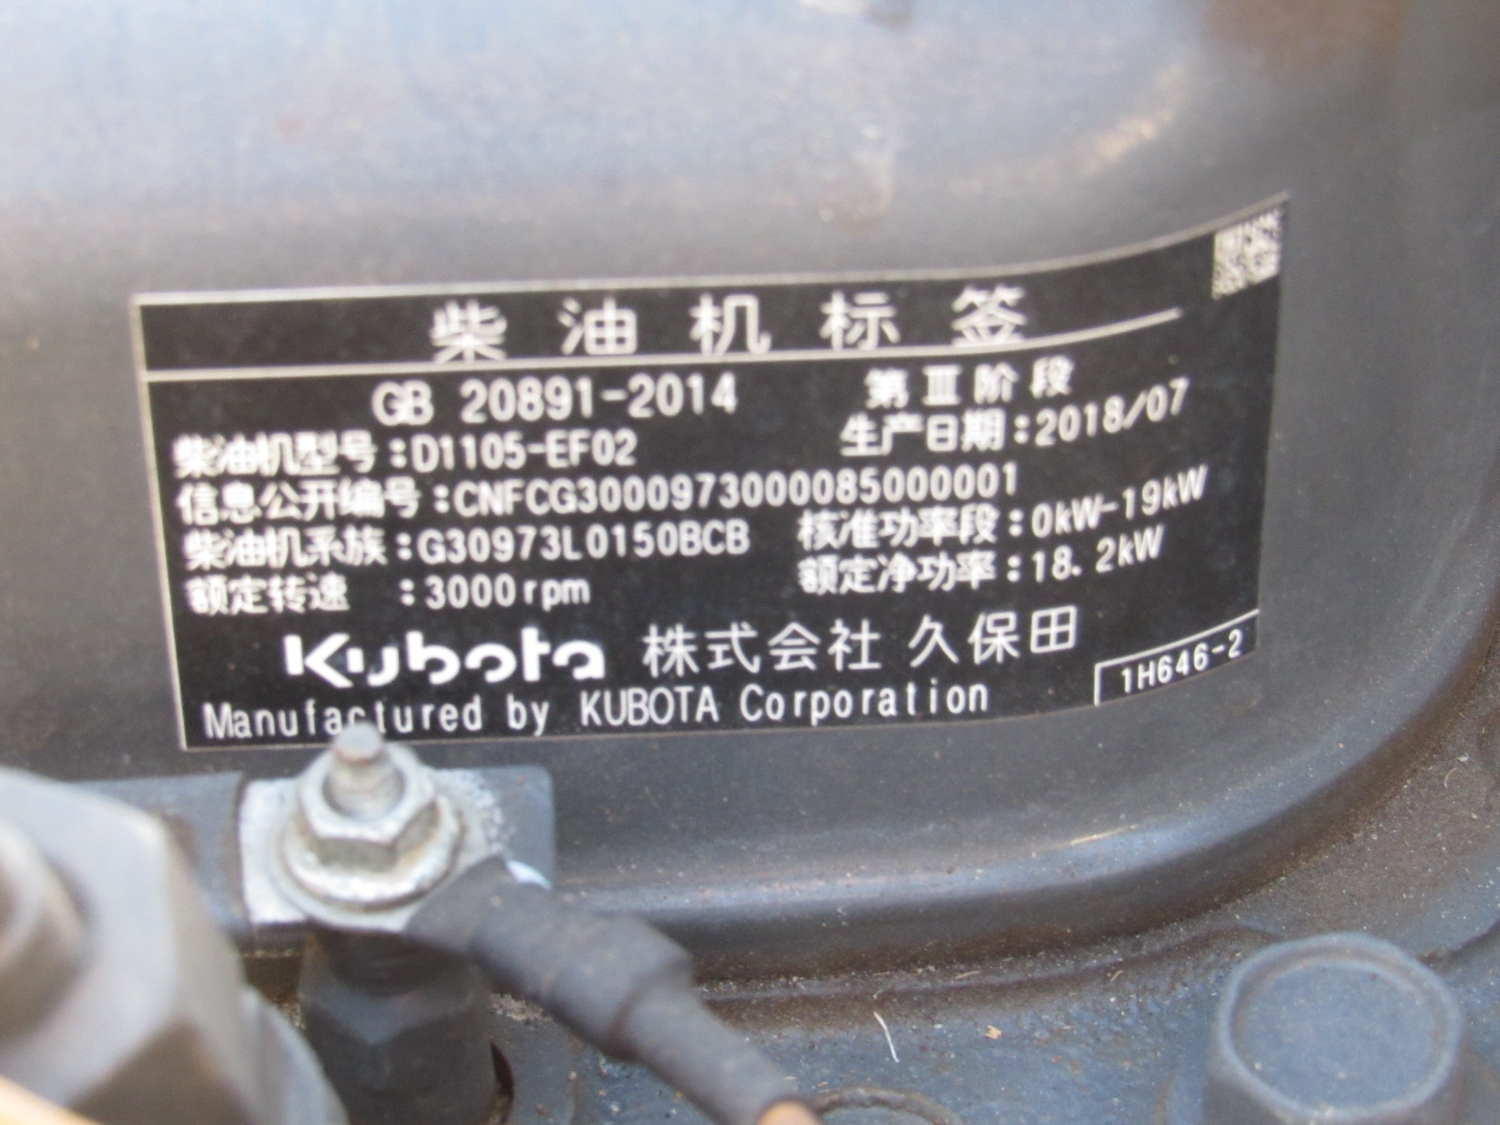 柴油机标签
GB 20891-2014 第Ⅲ阶段
柴油机型号:D1105-EF02 生产日期:2018/07
信息公开编号:CNFCG3000973000085000001
柴油机系族:G30973L0150BCB 核准功率段:0kW-19kW
额定转速 :3000rpm 额定净功率:18.2kW
Kubota 株式会社 久保田
Manufactured by KUBOTA Corporation
1H646-2